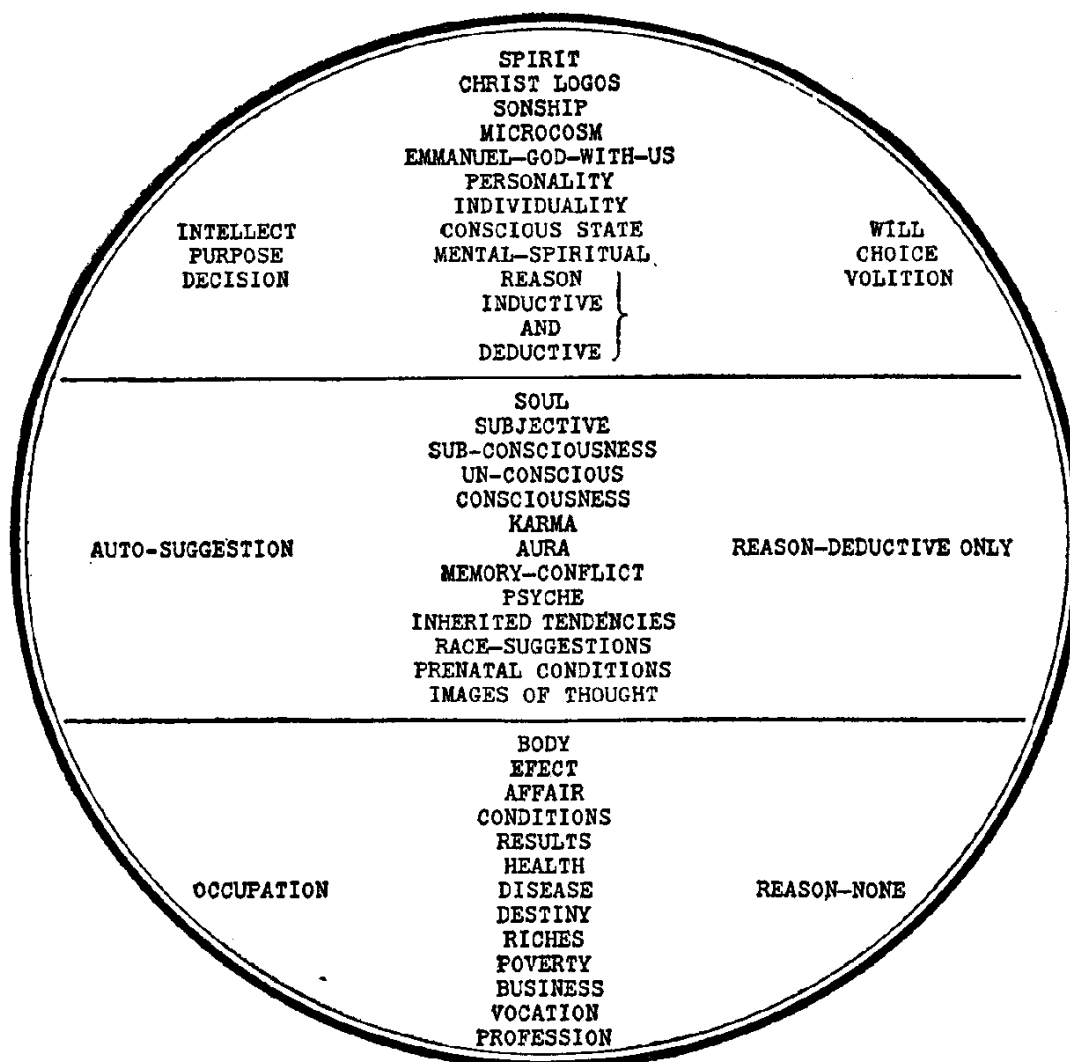 SPIRIT
CHRIST LOGOS
SONSHIP
MICROCOSM
EMMANUEL-GOD-WITH-US
PERSONALITY
INDIVIDUALITY
CONSCIOUS STATE
MENTAL-SPIRITUAL
REASON
INDUCTIVE
AND
DEDUCTIVE
INTELLECT
PURPOSE
DECISION
WILL
CHOICE
VOLITION
SOUL
SUBJECTIVE
SUB-CONSCIOUSNESS
UN-CONSCIOUS
CONSCIOUSNESS
KARMA
AURA
MEMORY-CONFLICT
PSYCHE
INHERITED TENDENCIES
RACE-SUGGESTIONS
PRENATAL CONDITIONS
IMAGES OF THOUGHT
AUTO-SUGGESTION
REASON-DEDUCTIVE ONLY
BODY
EFECT
AFFAIR
CONDITIONS
RESULTS
HEALTH
DISEASE
DESTINY
RICHES
POVERTY
BUSINESS
VOCATION
PROFESSION
OCCUPATION
REASON-NONE